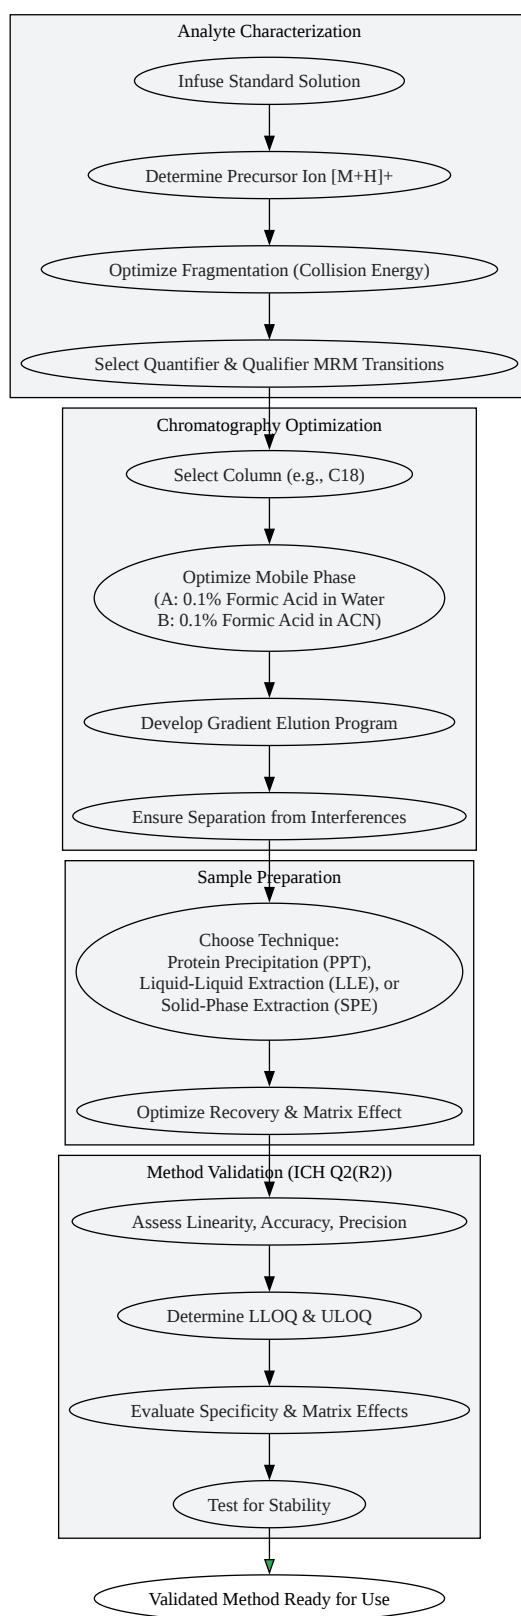 Analyte Characterization
Infuse Standard Solution
Determine Precursor Ion [M+H]+
Optimize Fragmentation (Collision Energy)
Select Quantifier & Qualifier MRM Transitions
Chromatography Optimization
Select Column (e.g., C18)
Optimize Mobile Phase
(A: 0.1% Formic Acid in Water
B: 0.1% Formic Acid in ACN)
Develop Gradient Elution Program
Ensure Separation from Interferences
Sample Preparation
Choose Technique:
Protein Precipitation (PPT),
Liquid-Liquid Extraction (LLE), or
Solid-Phase Extraction (SPE)
Optimize Recovery & Matrix Effect
Method Validation (ICH Q2(R2))
Assess Linearity, Accuracy, Precision
Determine LLOQ & ULOQ
Evaluate Specificity & Matrix Effects
Test for Stability
Validated Method Ready for Use